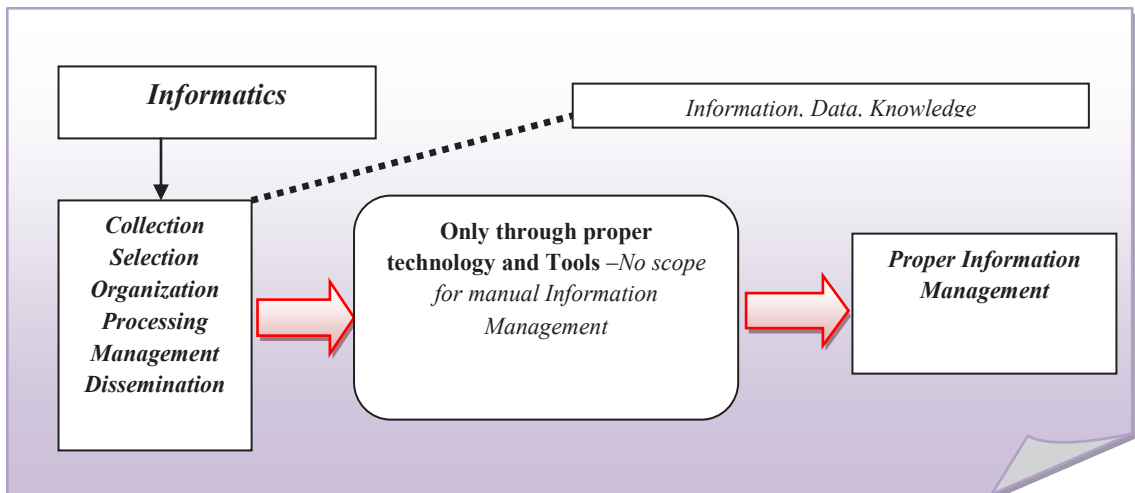 Informatics
Information, Data, Knowledge
Collection
Selection
Organization
Processing
Management
Dissemination
Only through proper
technology and Tools –No scope
for manual Information
Management
Proper Information
Management